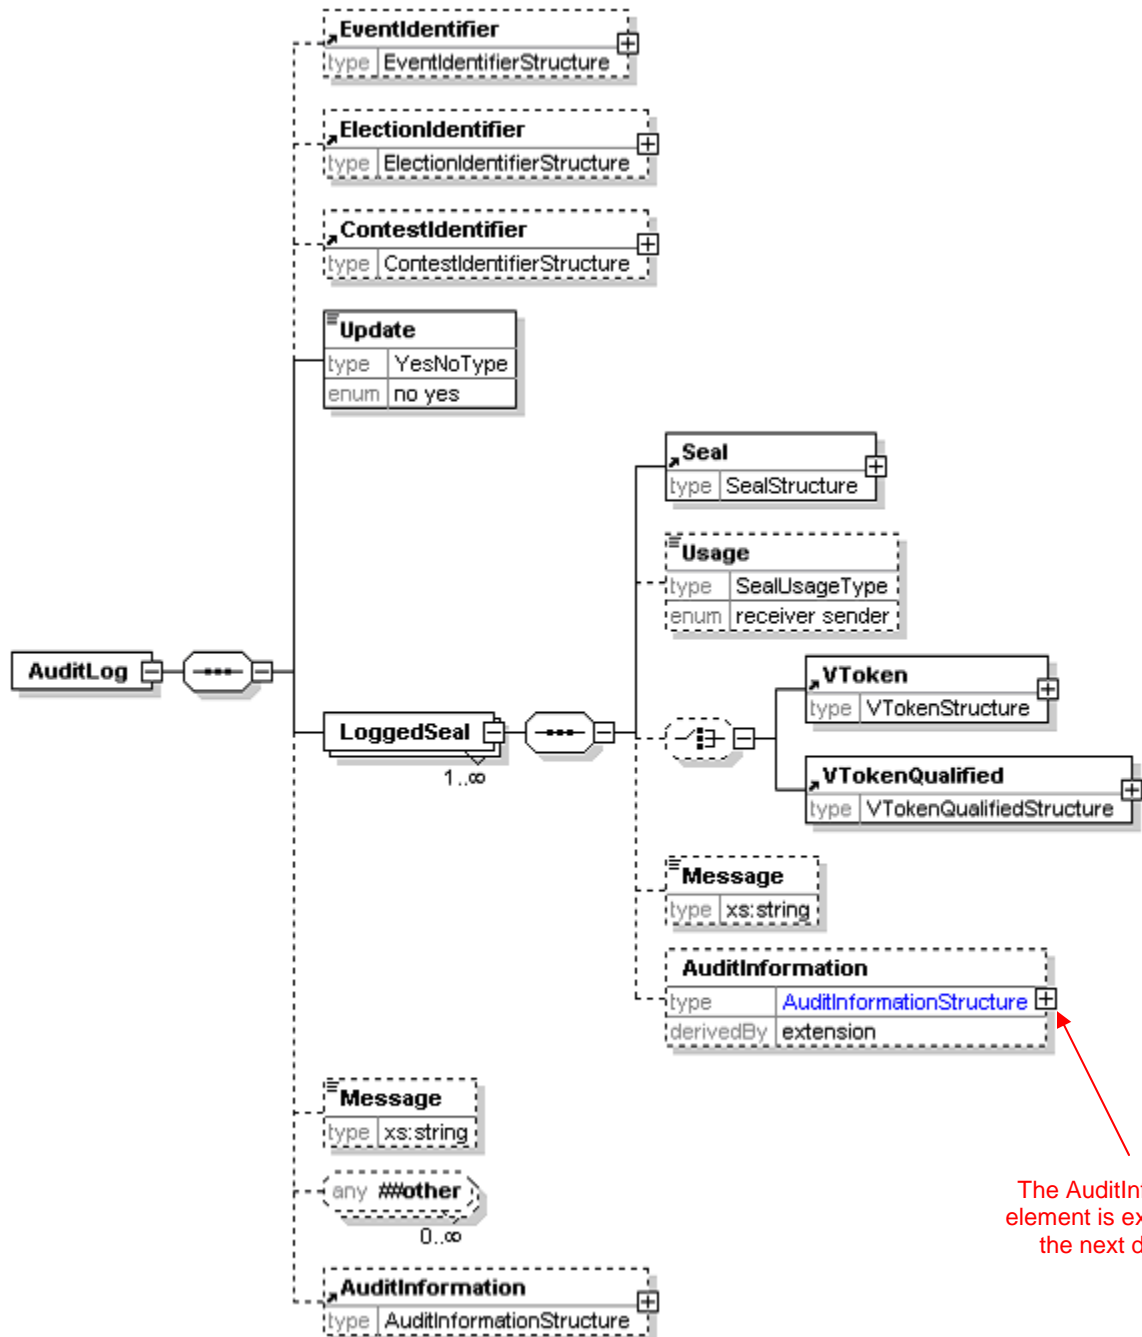 EventIdentifier
type EventIdentifierStructure
ElectionIdentifier
type ElectionIdentifierStructure
ContestIdentifier
type ContestIdentifierStructure
Update
type YesNoType
enum no yes
Seal
type SealStructure
Usage
type SealUsageType
enum receiver sender
AuditLog
LoggedSeal
1..∞
VToken
type VTokenStructure
VTokenQualified
type VTokenQualifiedStructure
Message
type xs:string
AuditInformation
type AuditInformationStructure
derivedBy extension
Message
type xs:string
any ##other
0..∞
AuditInformation
type AuditInformationStructure
The AuditIn
element is ex
the next d